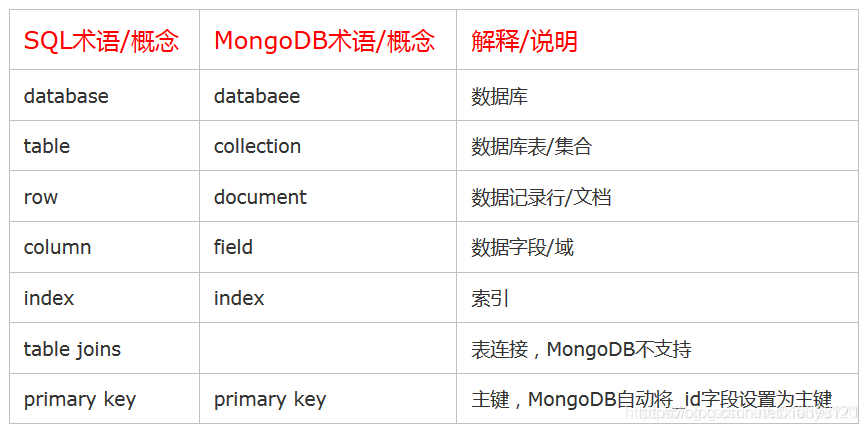 SQL术语/概念 MongoDB术语/概念 解释/说明
database databaee 数据库
table collection 数据库表/集合
row document 数据记录行/文档
column field 数据字段/域
index index 索引
table joins 表连接，MongoDB不支持
primary key primary key 主键，MongoDB自动将_id字段设置为主键